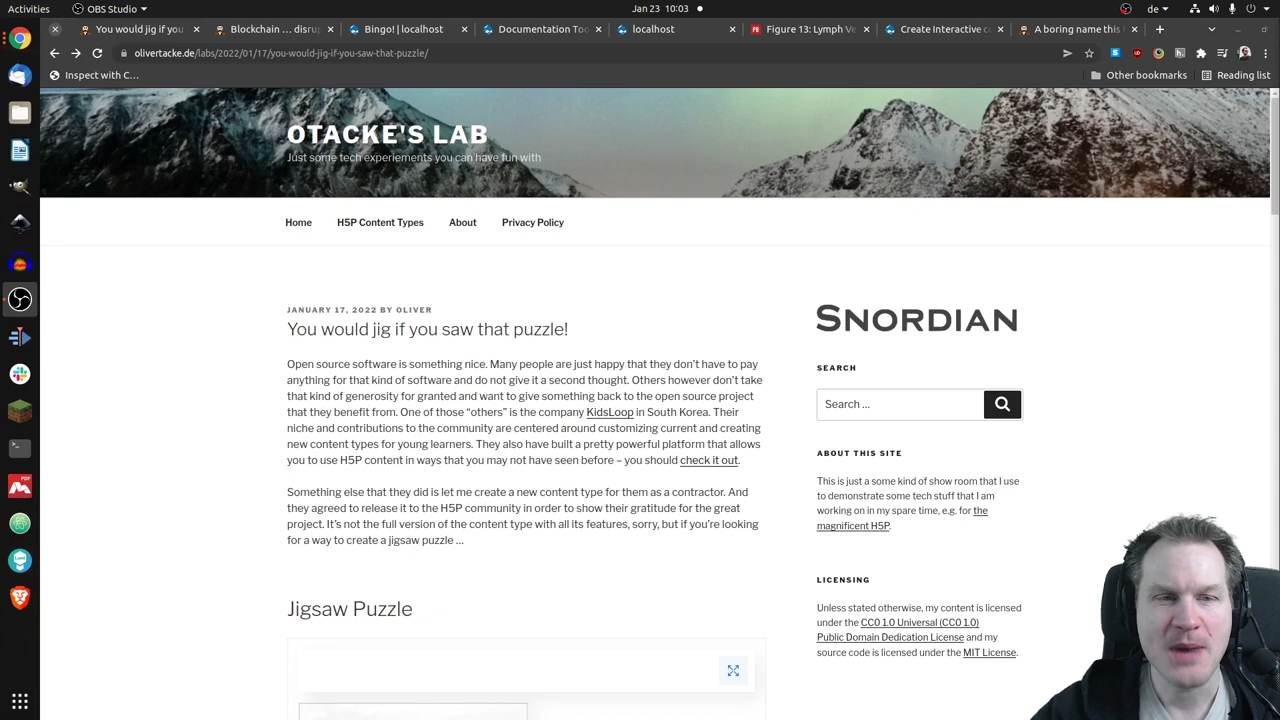 Activities
OBS Studio
Jan 23 10:03
de
You would jig if you
Blockchain … disru
Bingo! | localhost
Documentation Too
localhost
Figure 13: Lymph Ve
Create Interactive c
A boring name this
olivertacke.de/labs/2022/01/17/you-would-jig-if-you-saw-that-puzzle/
Inspect with C…
Other bookmarks
Reading list
OTACKE'S LAB
Just some tech experiements you can have fun with
Home
H5P Content Types
About
Privacy Policy
JANUARY 17, 2022 BY OLIVER
You would jig if you saw that puzzle!
Open source software is something nice. Many people are just happy that they don't have to pay
anything for that kind of software and do not give it a second thought. Others however don't take
that kind of generosity for granted and want to give something back to the open source project
that they benefit from. One of those “others” is the company KidsLoop in South Korea. Their
niche and contributions to the community are centered around customizing current and creating
new content types for young learners. They also have built a pretty powerful platform that allows
you to use H5P content in ways that you may not have seen before – you should check it out.
Something else that they did is let me create a new content type for them as a contractor. And
they agreed to release it to the H5P community in order to show their gratitude for the great
project. It's not the full version of the content type with all its features, sorry, but if you're looking
for a way to create a jigsaw puzzle …
Jigsaw Puzzle
SNORDIAN
SEARCH
Search …
ABOUT THIS SITE
This is just a some kind of show room that I use
to demonstrate some tech stuff that I am
working on in my spare time, e.g. for the
magnificent H5P.
LICENSING
Unless stated otherwise, my content is licensed
under the CC0 1.0 Universal (CC0 1.0)
Public Domain Dedication License and my
source code is licensed under the MIT License.